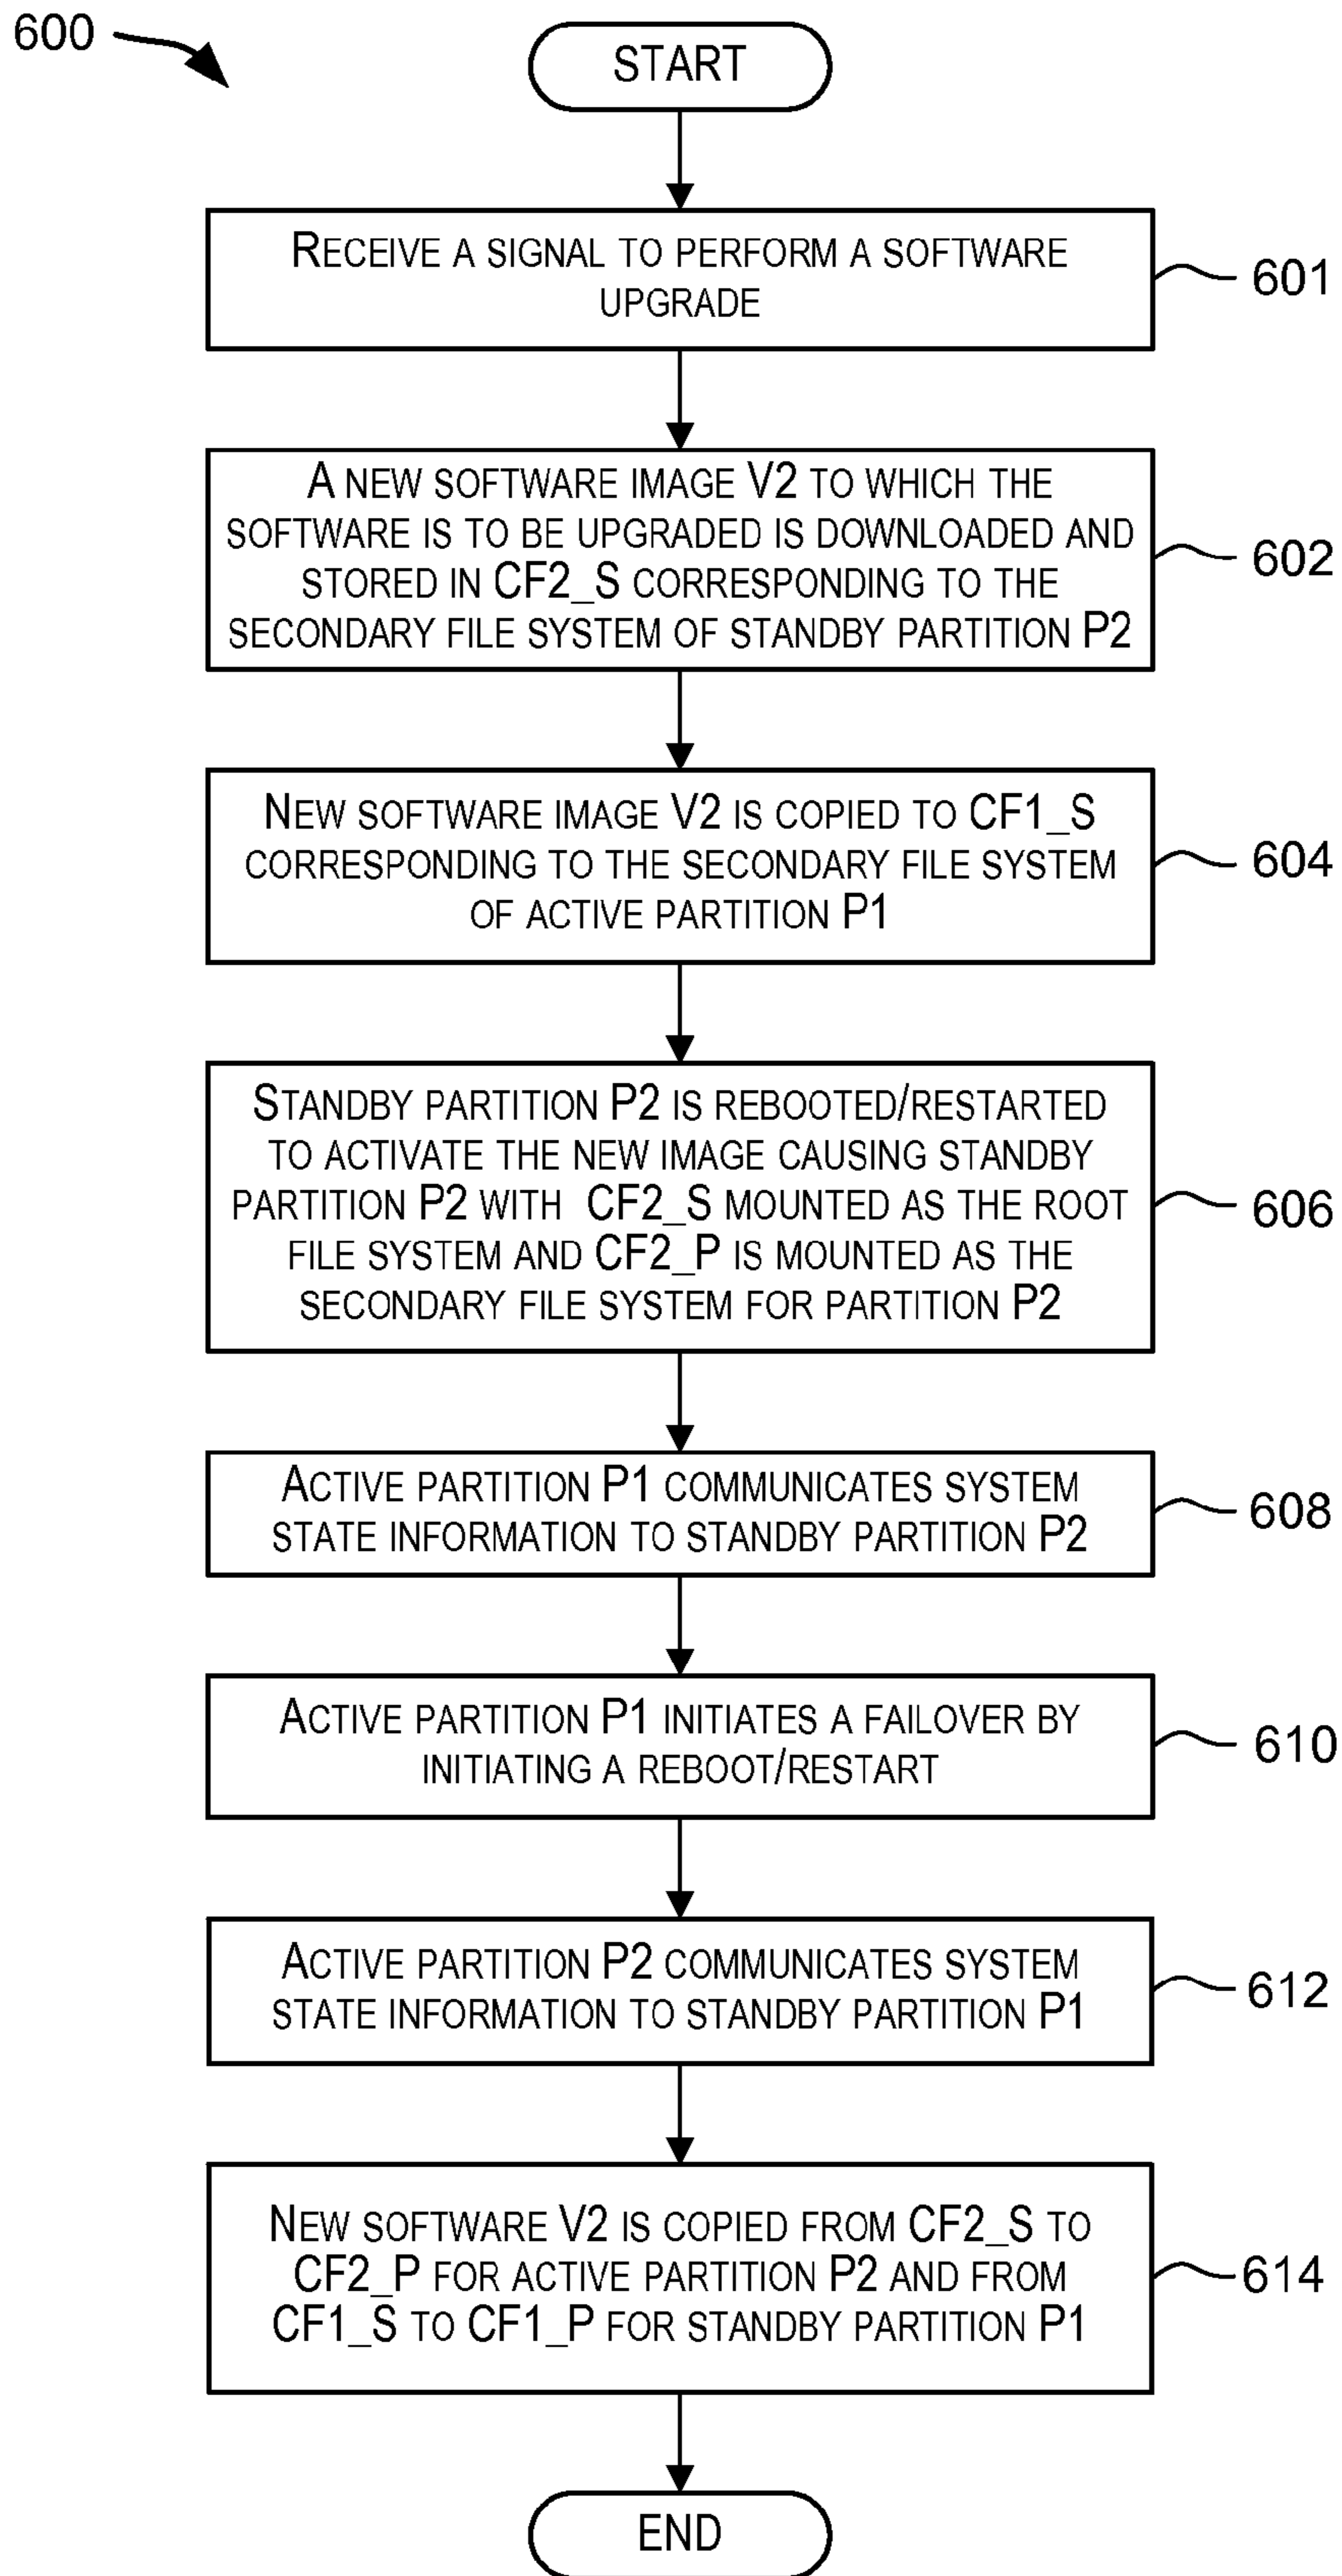 600
START
RECEIVE A SIGNAL TO PERFORM A SOFTWARE
UPGRADE
601
A NEW SOFTWARE IMAGE V2 TO WHICH THE
SOFTWARE IS TO BE UPGRADED IS DOWNLOADED AND
STORED IN CF2_S CORRESPONDING TO THE
SECONDARY FILE SYSTEM OF STANDBY PARTITION P2
602
NEW SOFTWARE IMAGE V2 IS COPIED TO CF1_S
CORRESPONDING TO THE SECONDARY FILE SYSTEM
OF ACTIVE PARTITION P1
604
STANDBY PARTITION P2 IS REBOOTED/RESTARTED
TO ACTIVATE THE NEW IMAGE CAUSING STANDBY
PARTITION P2 WITH CF2_S MOUNTED AS THE ROOT
FILE SYSTEM AND CF2_P IS MOUNTED AS THE
SECONDARY FILE SYSTEM FOR PARTITION P2
606
ACTIVE PARTITION P1 COMMUNICATES SYSTEM
STATE INFORMATION TO STANDBY PARTITION P2
608
ACTIVE PARTITION P1 INITIATES A FAILOVER BY
INITIATING A REBOOT/RESTART
610
ACTIVE PARTITION P2 COMMUNICATES SYSTEM
STATE INFORMATION TO STANDBY PARTITION P1
612
NEW SOFTWARE V2 IS COPIED FROM CF2_S TO
CF2_P FOR ACTIVE PARTITION P2 AND FROM
CF1_S TO CF1_P FOR STANDBY PARTITION P1
614
END